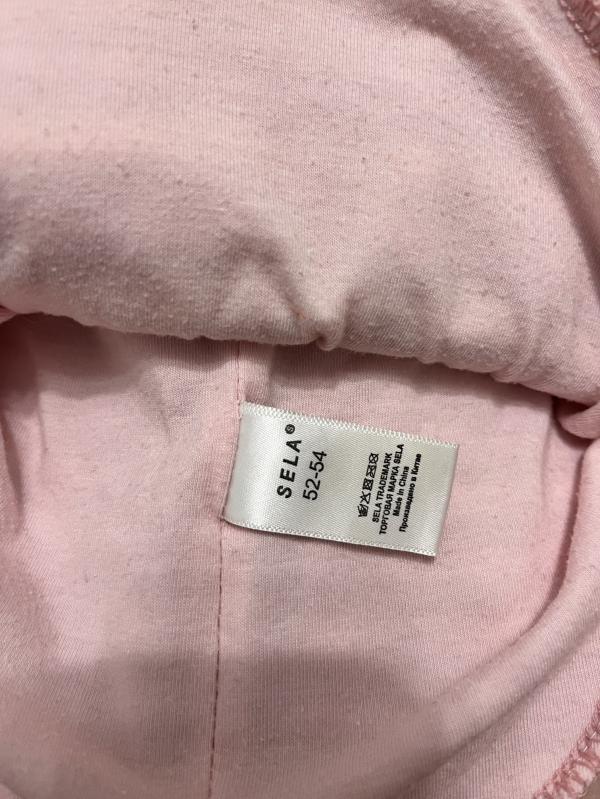 SELA®
52-54
SELA TRADEMARK
ТОРГОВАЯ МАРКА SELA
Made in China
Произведено в Китае